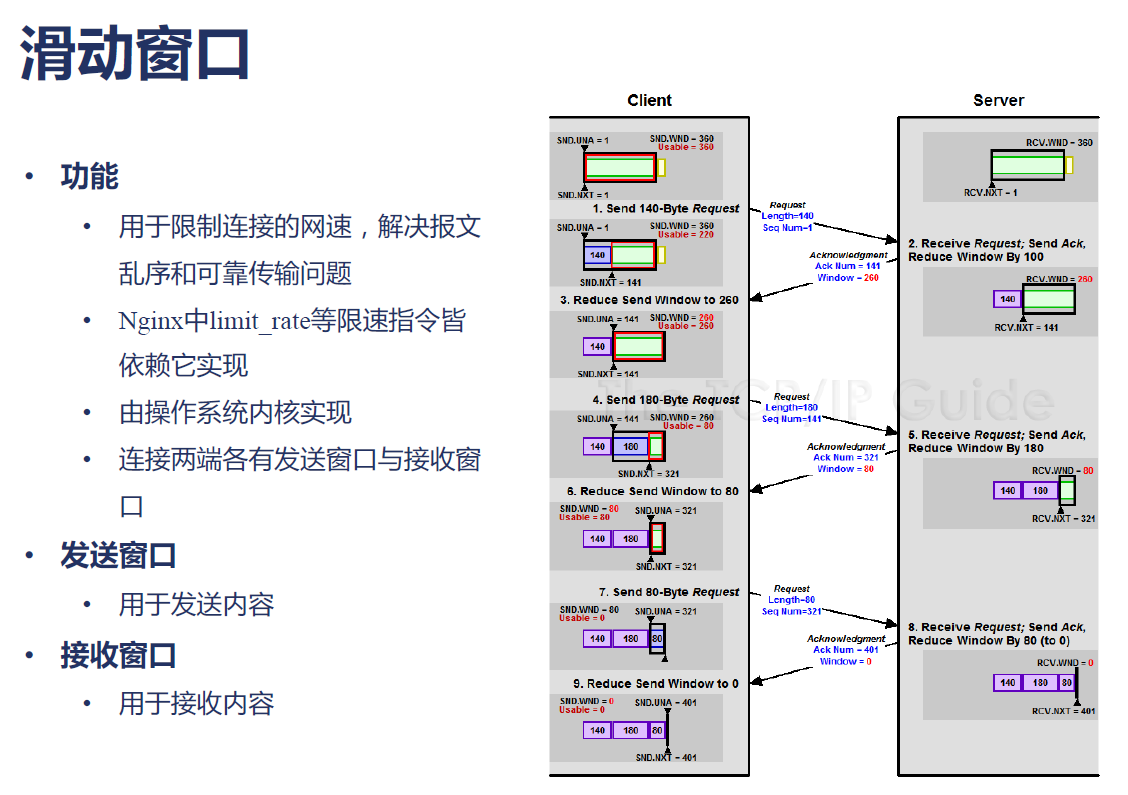 滑动窗口
• 功能
• 用于限制连接的网速，解决报文
乱序和可靠传输问题
• Nginx中limit_rate等限速指令皆
依赖它实现
• 由操作系统内核实现
• 连接两端各有发送窗口与接收窗
口
• 发送窗口
• 用于发送内容
• 接收窗口
• 用于接收内容
Client
SND.UNA = 1
SND.WND = 360
Usable = 360
SND.NXT = 1
1. Send 140-Byte Request
SND.UNA = 1
SND.WND = 360
Usable = 220
140
SND.NXT = 141
3. Reduce Send Window to 260
SND.UNA = 141
SND.WND = 260
Usable = 260
140
SND.NXT = 141
4. Send 180-Byte Request
SND.UNA = 141
SND.WND = 260
Usable = 80
140 180
SND.NXT = 321
6. Reduce Send Window to 80
SND.WND = 80
Usable = 80
SND.UNA = 321
140 180
SND.NXT = 321
7. Send 80-Byte Request
SND.WND = 80
Usable = 0
SND.UNA = 321
140 180 80
9. Reduce Send Window to 0
SND.WND = 0
Usable = 0
SND.UNA = 401
140 180 80
SND.NXT = 401
Request
Length=140
Seq Num=1
Acknowledgment
Ack Num = 141
Window = 260
Request
Length=180
Seq Num=141
Acknowledgment
Ack Num = 321
Window = 80
Request
Length=80
Seq Num=321
Acknowledgment
Ack Num = 401
Window = 0
Server
RCV.WND = 360
RCV.NXT = 1
2. Receive Request; Send Ack,
Reduce Window By 100
RCV.WND = 260
140
RCV.NXT = 141
5. Receive Request; Send Ack,
Reduce Window By 180
RCV.WND = 80
140 180
RCV.NXT = 321
8. Receive Request; Send Ack,
Reduce Window By 80 (to 0)
RCV.WND = 0
140 180 80
RCV.NXT = 401
The TCP/IP Guide